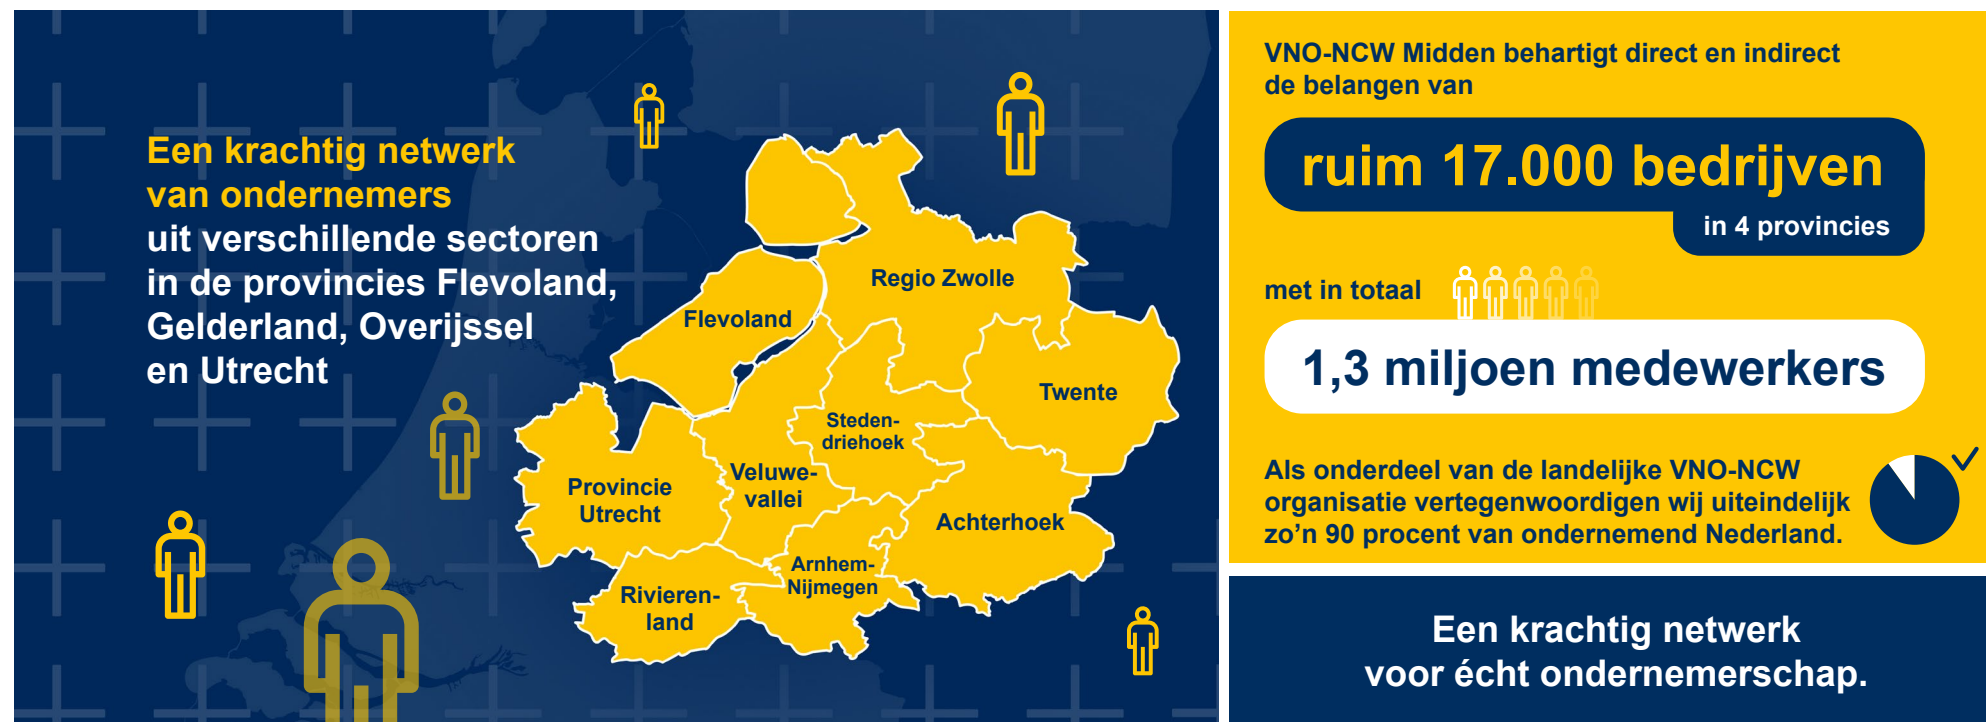 Een krachtig netwerk
van ondernemers
uit verschillende sectoren
in de provincies Flevoland,
Gelderland, Overijssel
en Utrecht
Regio Zwolle
Flevoland
Twente
Steden-
driehoek
Veluwe-
vallei
Provincie
Utrecht
Achterhoek
Arnhem-
Nijmegen
Rivieren-
land
VNO-NCW Midden behartigt direct en indirect
de belangen van
ruim 17.000 bedrijven
in 4 provincies
met in totaal
1,3 miljoen medewerkers
Als onderdeel van de landelijke VNO-NCW
organisatie vertegenwoordigen wij uiteindelijk
zo'n 90 procent van ondernemend Nederland.
Een krachtig netwerk
voor écht ondernemerschap.